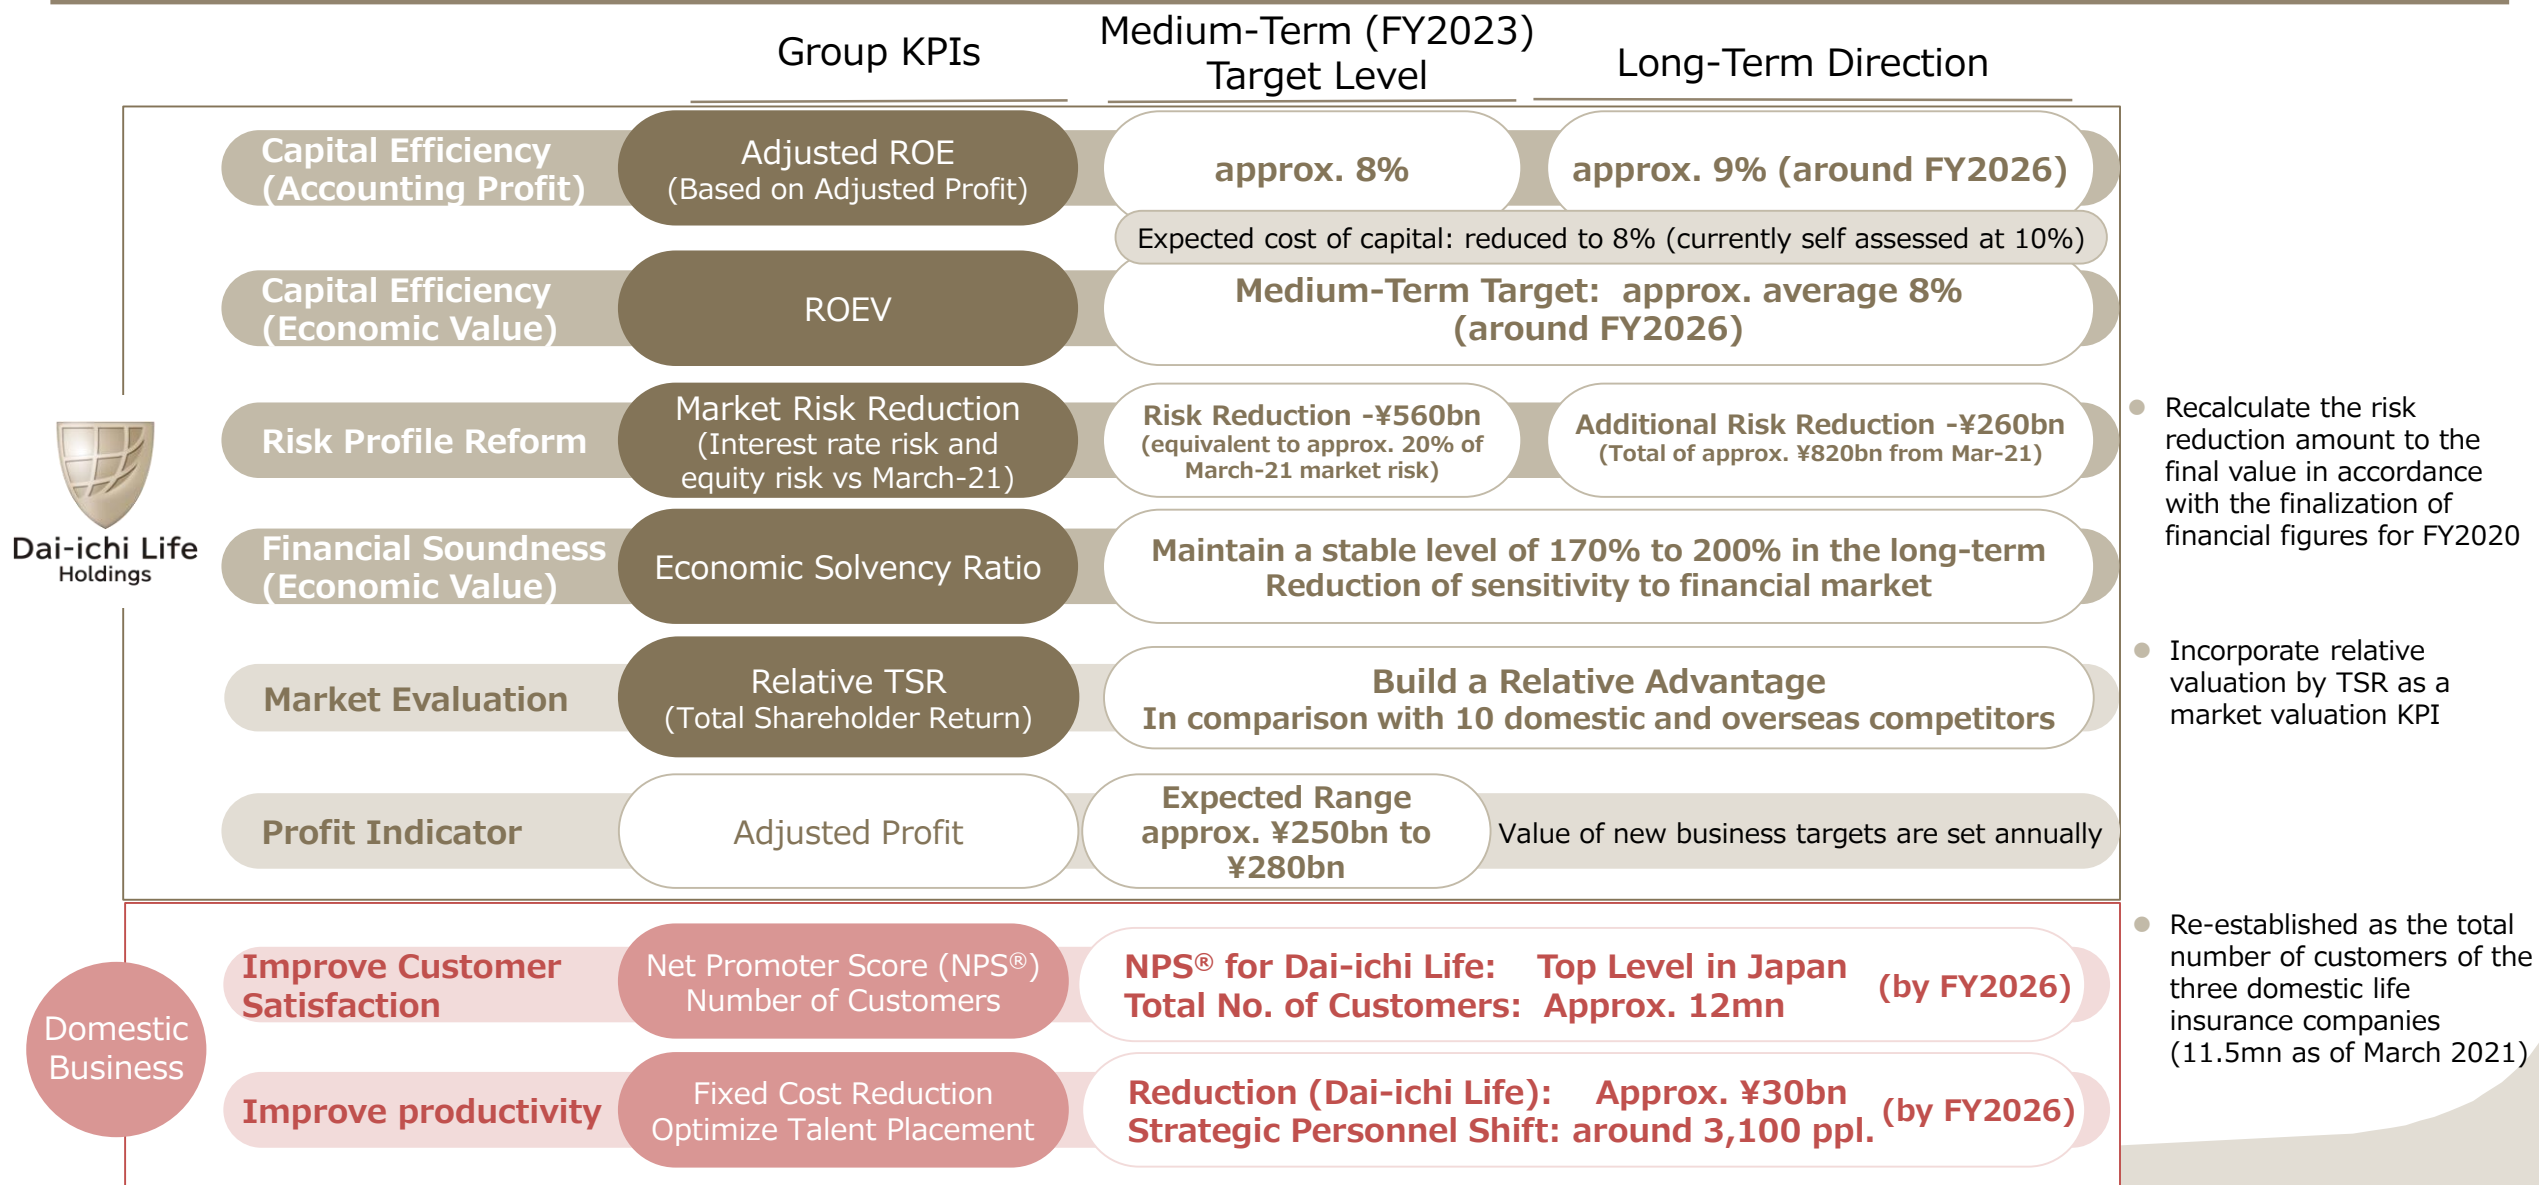 Group KPIs
Medium-Term (FY2023)
Target Level
Long-Term Direction
Capital Efficiency
(Accounting Profit)
Adjusted ROE
(Based on Adjusted Profit)
approx. 8%
approx. 9% (around FY2026)
Expected cost of capital: reduced to 8% (currently self assessed at 10%)
Capital Efficiency
(Economic Value)
ROEV
Medium-Term Target: approx. average 8%
(around FY2026)
Dai-ichi Life
Holdings
Risk Profile Reform
Market Risk Reduction
(Interest rate risk and
equity risk vs March-21)
Risk Reduction -¥560bn
(equivalent to approx. 20% of
March-21 market risk)
Additional Risk Reduction -¥260bn
(Total of approx. ¥820bn from Mar-21)
Recalculate the risk
reduction amount to the
final value in accordance
with the finalization of
financial figures for FY2020
Financial Soundness
(Economic Value)
Economic Solvency Ratio
Maintain a stable level of 170% to 200% in the long-term
Reduction of sensitivity to financial market
Market Evaluation
Relative TSR
(Total Shareholder Return)
Build a Relative Advantage
In comparison with 10 domestic and overseas competitors
Incorporate relative
valuation by TSR as a
market valuation KPI
Profit Indicator
Adjusted Profit
Expected Range
approx. ¥250bn to
¥280bn
Value of new business targets are set annually
Domestic
Business
Improve Customer
Satisfaction
Net Promoter Score (NPS®)
Number of Customers
NPS® for Dai-ichi Life: Top Level in Japan
Total No. of Customers: Approx. 12mn
(by FY2026)
Re-established as the total
number of customers of the
three domestic life
insurance companies
(11.5mn as of March 2021)
Improve productivity
Fixed Cost Reduction
Optimize Talent Placement
Reduction (Dai-ichi Life): Approx. ¥30bn
Strategic Personnel Shift: around 3,100 ppl.
(by FY2026)